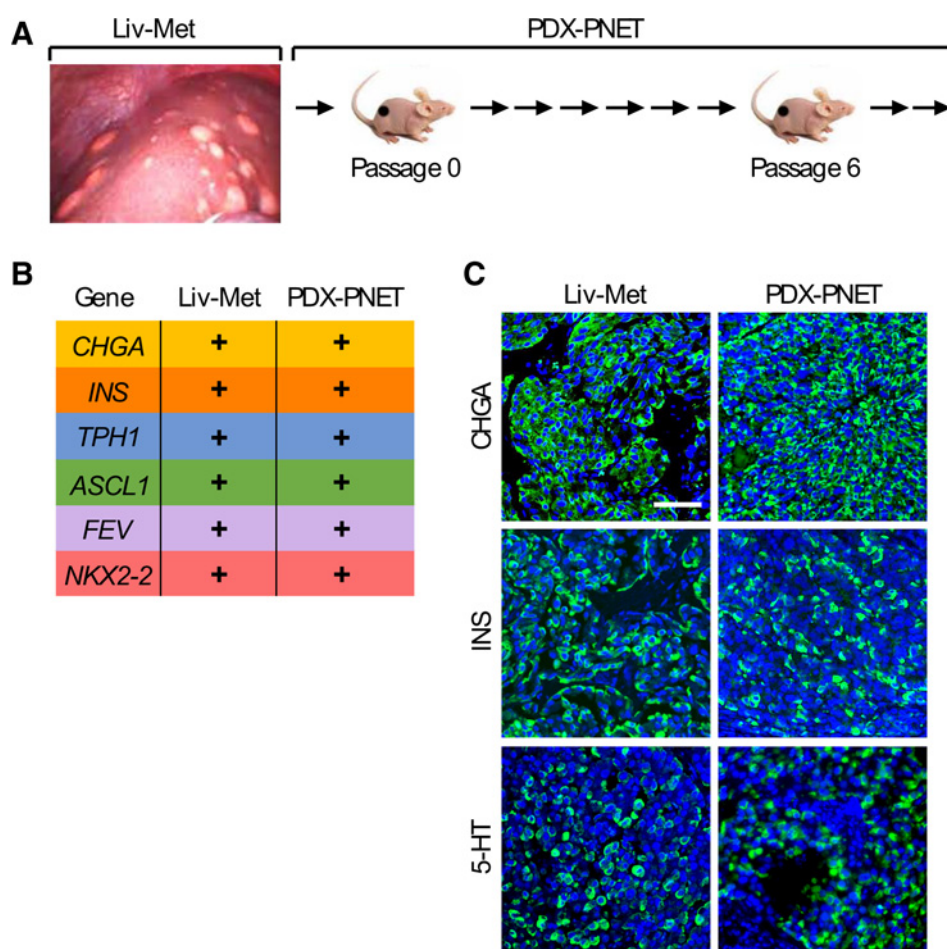 A
Liv-Met
PDX-PNET
Passage 0
Passage 6
B
Gene Liv-Met PDX-PNET
CHGA + +
INS + +
TPH1 + +
ASCL1 + +
FEV + +
NKX2-2 + +
C
Liv-Met PDX-PNET
CHGA
INS
5-HT